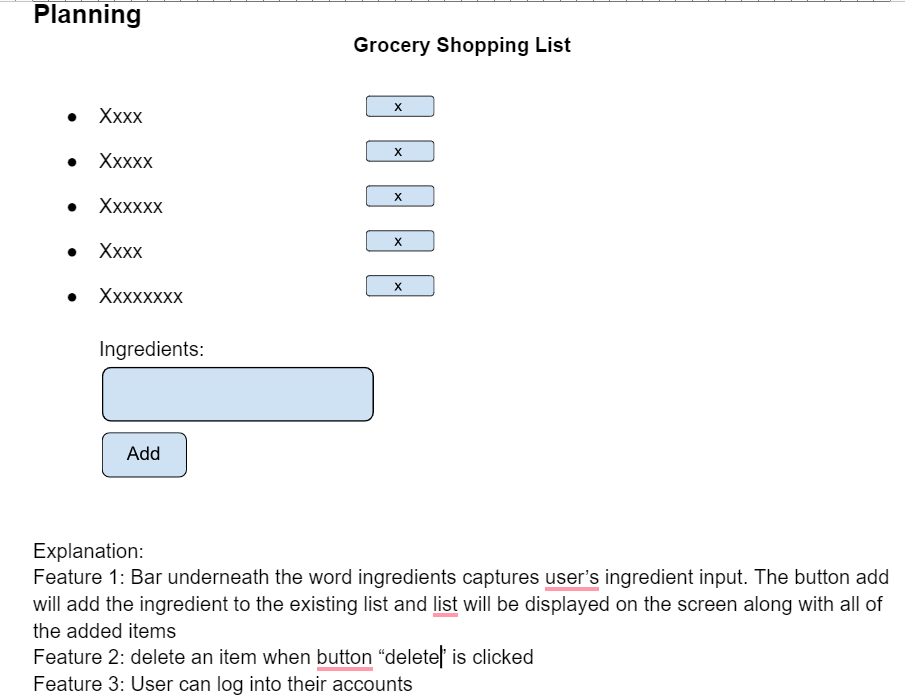 Planning
Grocery Shopping List
Xxxx x
Xxxxx x
Xxxxxx x
Xxxx x
Xxxxxxxx x
Ingredients:
Add
Explanation:
Feature 1: Bar underneath the word ingredients captures user’s ingredient input. The button add
will add the ingredient to the existing list and list will be displayed on the screen along with all of
the added items
Feature 2: delete an item when button “delete” is clicked
Feature 3: User can log into their accounts